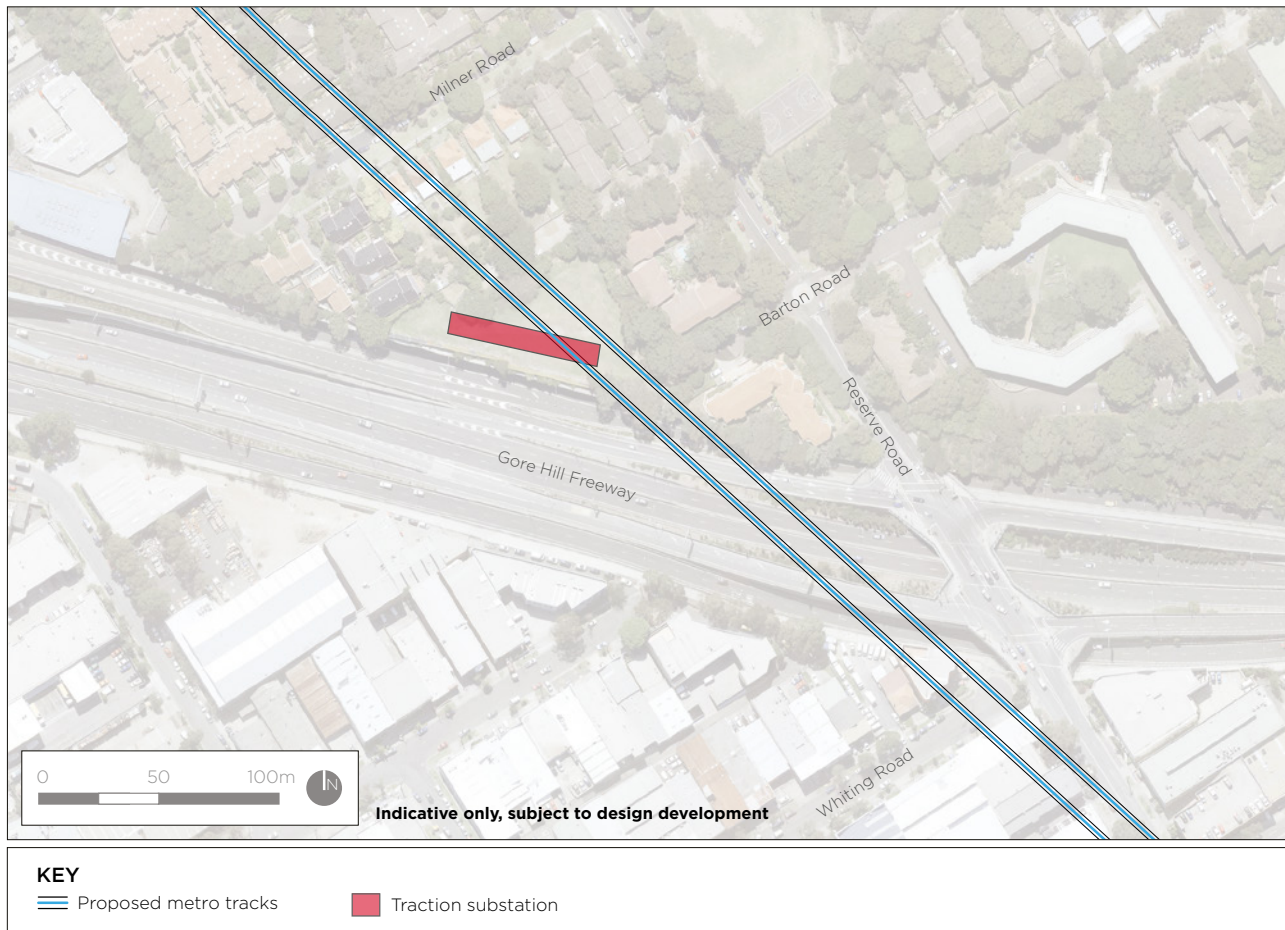 Milner Road
Barton Road
Reserve Road
Gore Hill Freeway
Whiting Road
0 50 100m
N
Indicative only, subject to design development
KEY
Proposed metro tracks
Traction substation